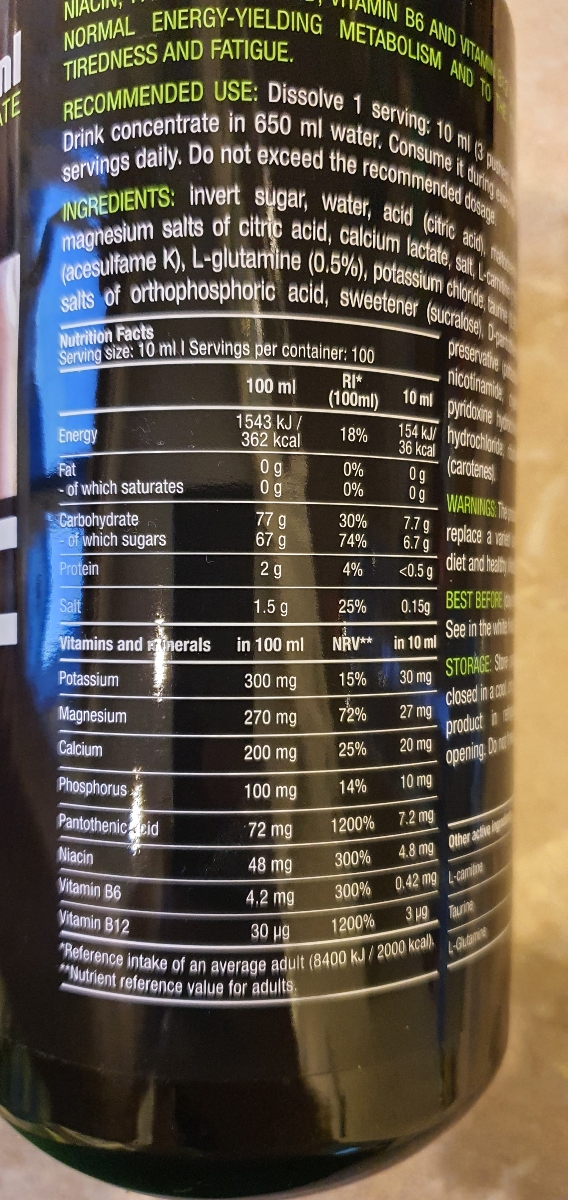 NORMAL ENERGY-YIELDING METABOLISM AND TO
VITAMIN B6 AND
TIREDNESS AND FATIGUE.
RECOMMENDED USE: Dissolve 1 serving: 10 ml (3
Drink concentrate in 650 ml water. Consume it during
servings daily. Do not exceed the recommended dosage.
INGREDIENTS: invert sugar, water, acid (citric acid),
magnesium salts of citric acid, calcium lactate, salt,
(acesulfame K), L-glutamine (0.5%), potassium chloride, taurine
salts of orthophosphoric acid, sweetener (sucralose),
preservative
nicotinamide,
pyridoxine
hydrochloride,
(carotenes).
Nutrition Facts
Serving size: 10 ml | Servings per container: 100
100 ml RI* (100ml) 10 ml
Energy 1543 kJ / 362 kcal 18% 154 kJ/ 36 kcal
Fat 0 g 0% 0 g
- of which saturates 0 g 0% 0 g
Carbohydrate 77 g 30% 7.7 g
- of which sugars 67 g 74% 6.7 g
Protein 2 g 4% <0.5 g
Salt 1.5 g 25% 0.15g
Vitamins and minerals in 100 ml NRV** in 10 ml
Potassium 300 mg 15% 30 mg
Magnesium 270 mg 72% 27 mg
Calcium 200 mg 25% 20 mg
Phosphorus 100 mg 14% 10 mg
Pantothenic acid 72 mg 1200% 7.2 mg
Niacin 48 mg 300% 4.8 mg
Vitamin B6 4,2 mg 300% 0.42 mg
Vitamin B12 30 µg 1200% 3 µg
*Reference intake of an average adult (8400 kJ / 2000 kcal).
**Nutrient reference value for adults.
WARNINGS: The
replace a
diet and healthy
BEST BEFORE
See in the white
STORAGE: Store
closed in a cool
product in
opening. Do not
Other active
L-carnitine
Taurine
L-Glutamine